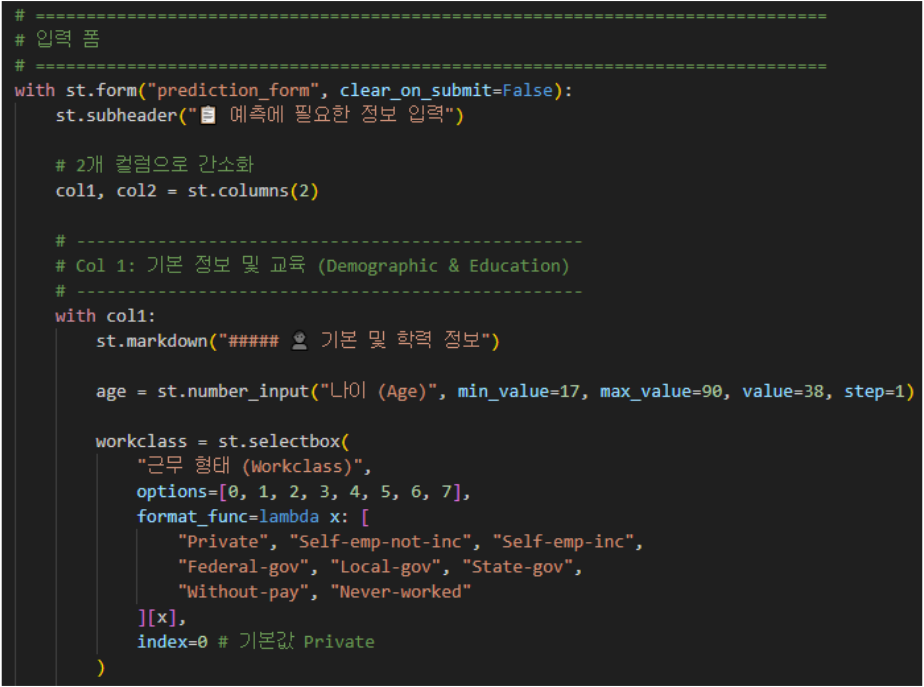 # ==============================================================================
# 입력 폼
# ==============================================================================
with st.form("prediction_form", clear_on_submit=False):
st.subheader("📋 예측에 필요한 정보 입력")
# 2개 컬럼으로 간소화
col1, col2 = st.columns(2)
# --------------------------------------------------
# Col 1: 기본 정보 및 교육 (Demographic & Education)
# --------------------------------------------------
with col1:
st.markdown("##### 👤 기본 및 학력 정보")
age = st.number_input("나이 (Age)", min_value=17, max_value=90, value=38, step=1)
workclass = st.selectbox(
"근무 형태 (Workclass)",
options=[0, 1, 2, 3, 4, 5, 6, 7],
format_func=lambda x: [
"Private", "Self-emp-not-inc", "Self-emp-inc",
"Federal-gov", "Local-gov", "State-gov",
"Without-pay", "Never-worked"
][x],
index=0 # 기본값 Private
)